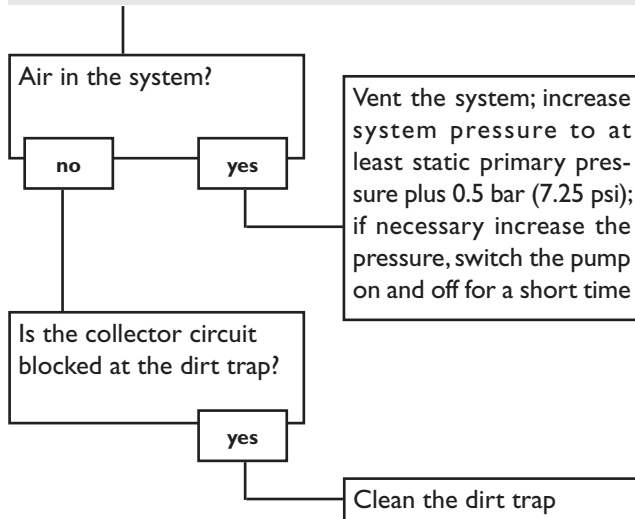 Air in the system?
no
yes
Vent the system; increase
system pressure to at
least static primary pres-
sure plus 0.5 bar (7.25 psi);
if necessary increase the
pressure, switch the pump
on and off for a short time
Is the collector circuit
blocked at the dirt trap?
yes
Clean the dirt trap